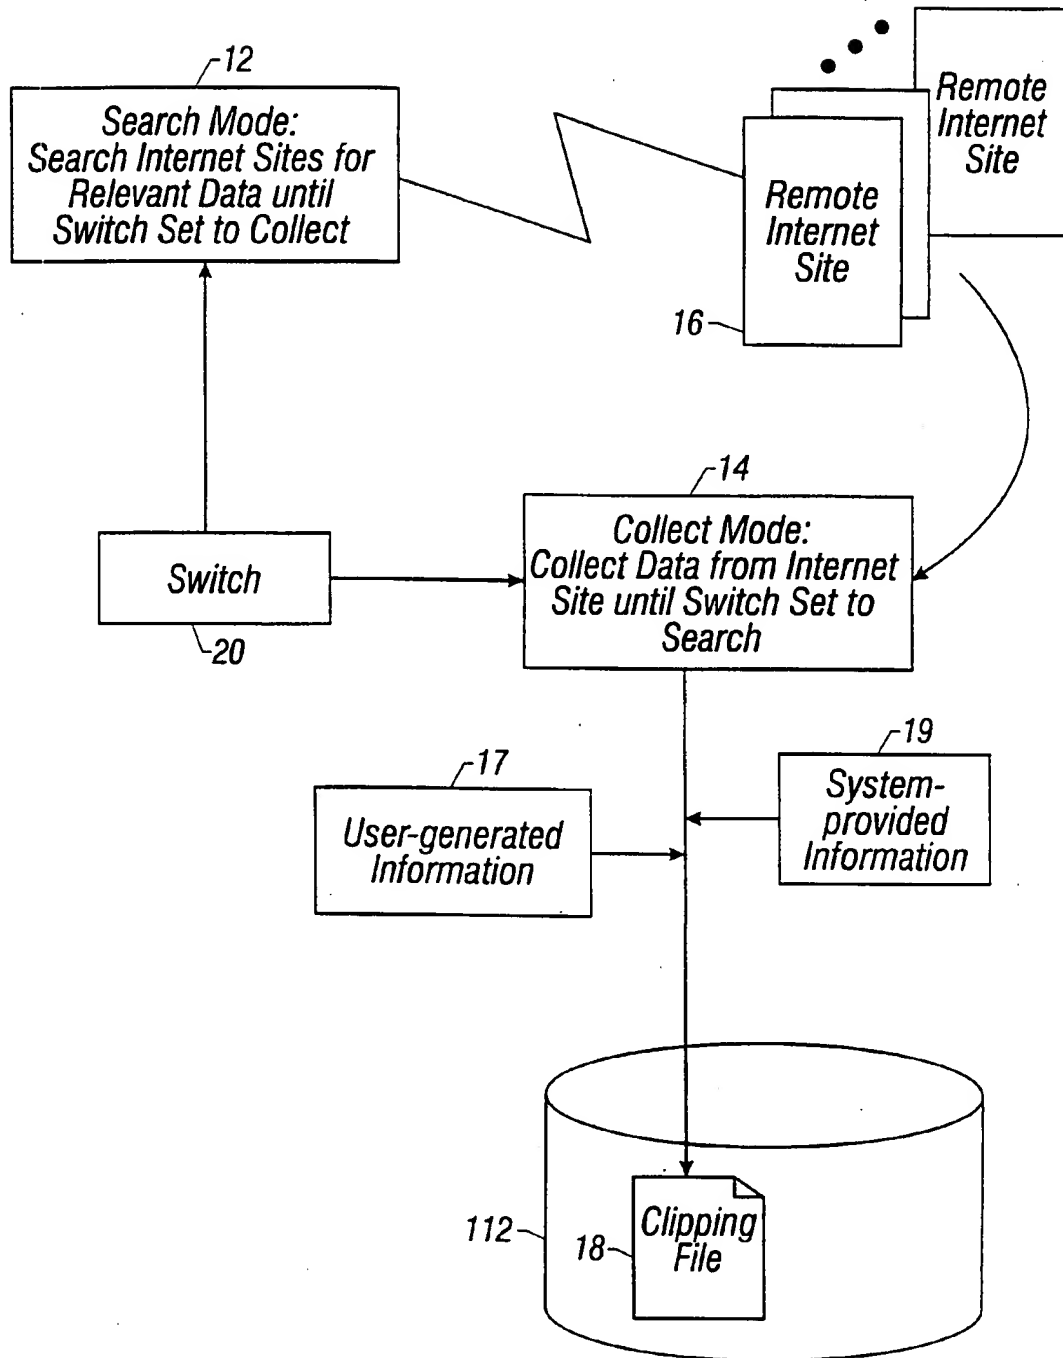 12
Search Mode:
Search Internet Sites for
Relevant Data until
Switch Set to Collect
Remote
Internet
Site
Remote
Internet
Site
16
14
Collect Mode:
Collect Data from Internet
Site until Switch Set to
Search
Switch
20
17
User-generated
Information
19
System-
provided
Information
112
18
Clipping
File